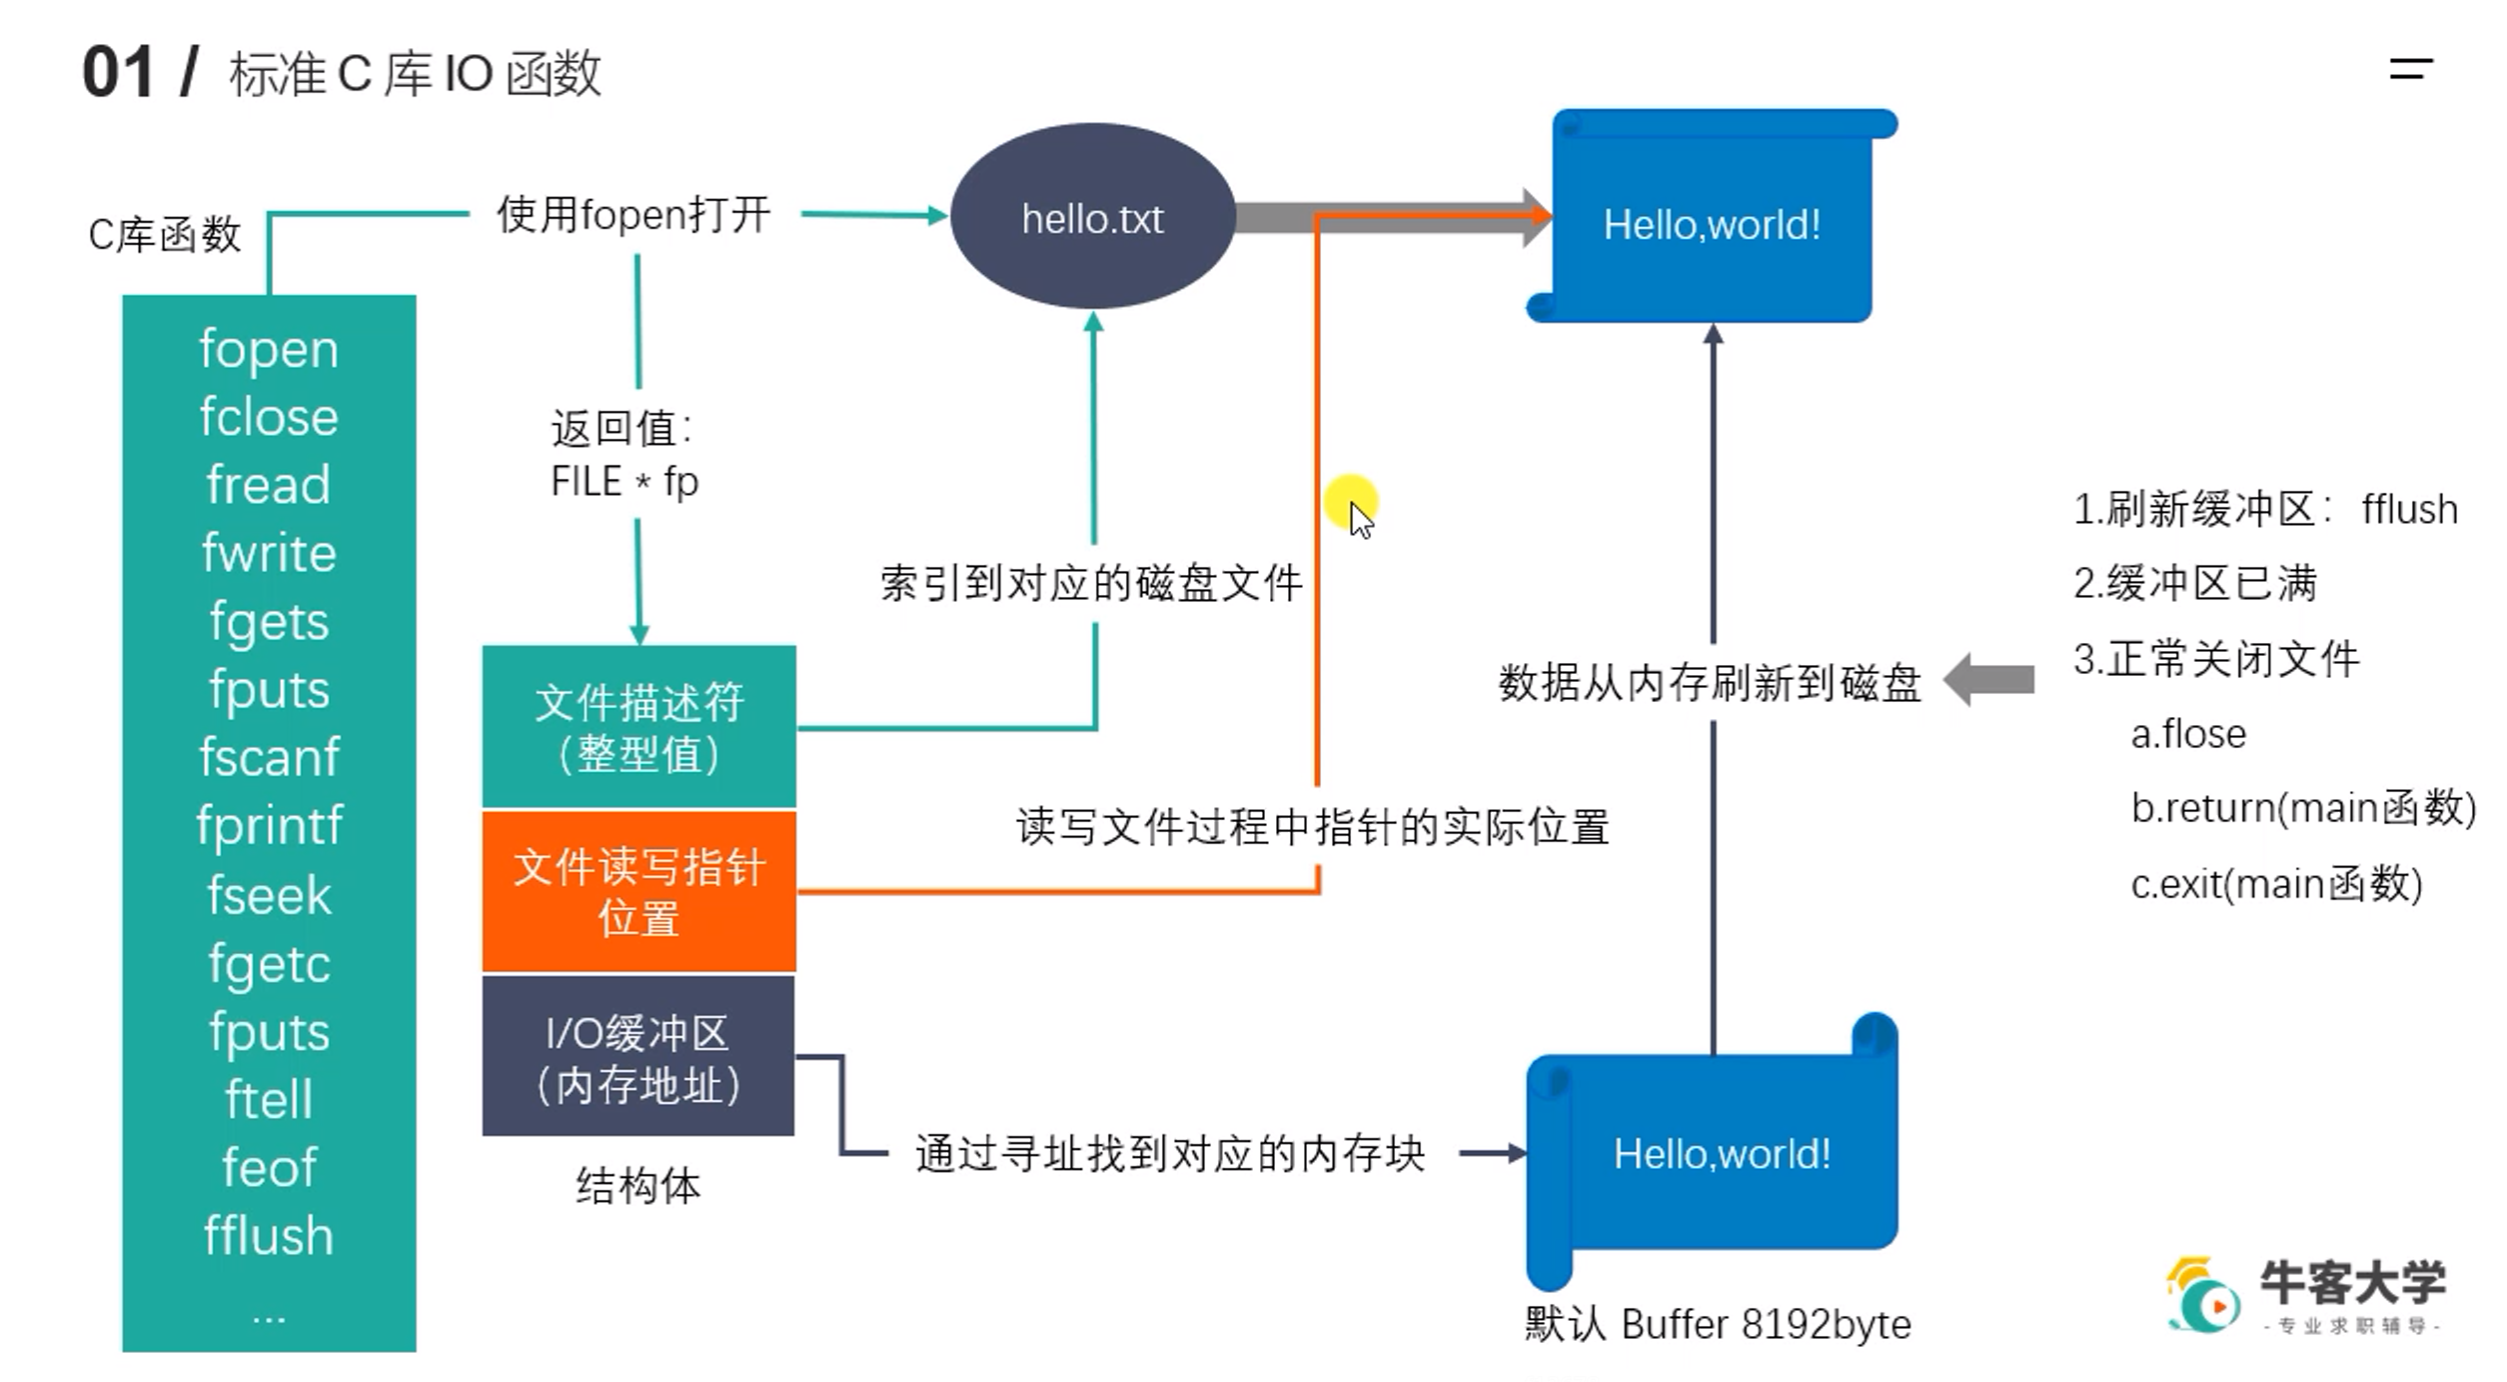 01 / 标准 C 库 IO 函数
C库函数
使用fopen打开
hello.txt
Hello,world!
fopen
fclose
fread
fwrite
fgets
fputs
fscanf
fprintf
fseek
fgetc
fputs
ftell
feof
fflush
...
返回值：
FILE * fp
索引到对应的磁盘文件
文件描述符
（整型值）
文件读写指针
位置
I/O缓冲区
（内存地址）
结构体
读写文件过程中指针的实际位置
通过寻址找到对应的内存块
数据从内存刷新到磁盘
1.刷新缓冲区：fflush
2.缓冲区已满
3.正常关闭文件
a.flose
b.return(main函数)
c.exit(main函数)
Hello,world!
默认 Buffer 8192byte
牛客大学
-专业求职辅导-